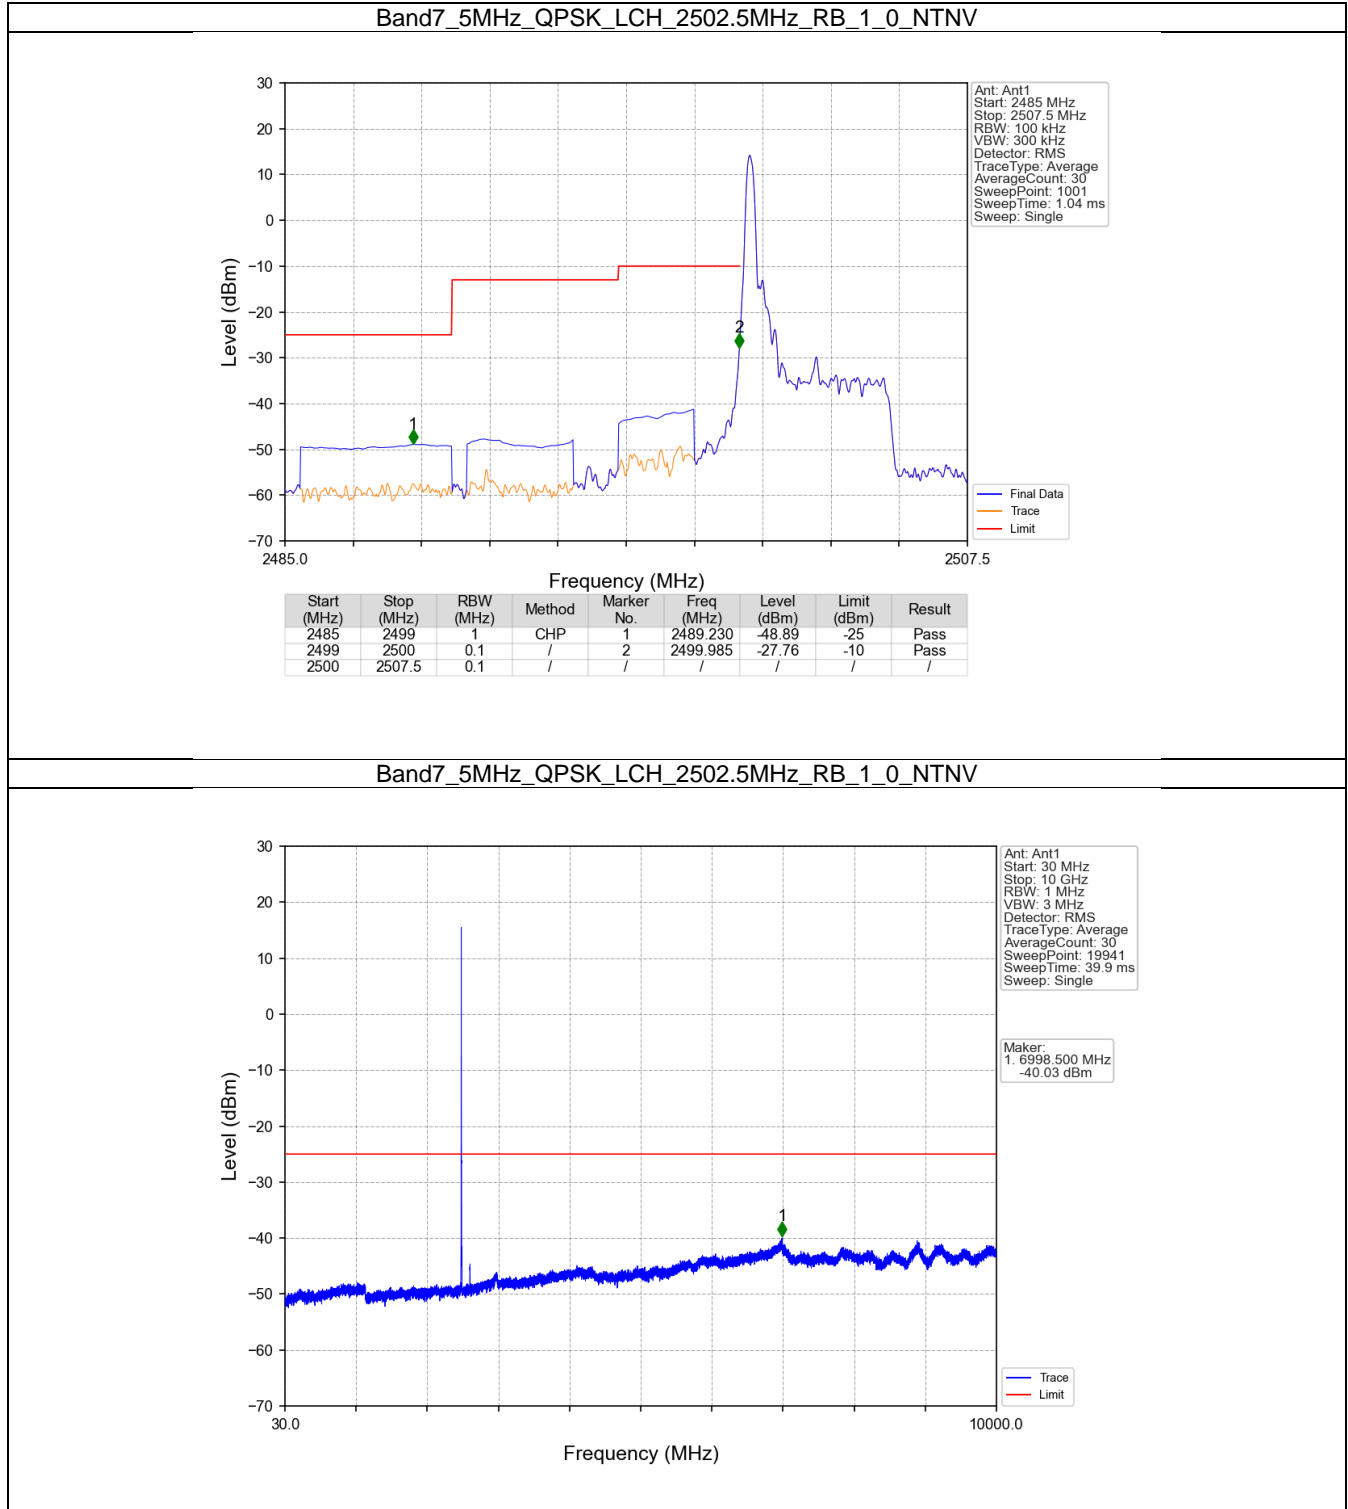 Band7_5MHz_QPSK_LCH_2502.5MHz_RB_1_0_NTNV
30
20
10
0
−10
−20
−30
−40
−50
−60
−70
Level (dBm)
1
2
2485.0
2507.5
Frequency (MHz)
Ant: Ant1
Start: 2485 MHz
Stop: 2507.5 MHz
RBW: 100 kHz
VBW: 300 kHz
Detector: RMS
TraceType: Average
AverageCount: 30
SweepPoint: 1001
SweepTime: 1.04 ms
Sweep: Single
Final Data
Trace
Limit
Start (MHz) Stop (MHz) RBW (MHz) Method Marker No. Freq (MHz) Level (dBm) Limit (dBm) Result
2485 2499 1 CHP 1 2489.230 -48.89 -25 Pass
2499 2500 0.1 / 2 2499.985 -27.76 -10 Pass
2500 2507.5 0.1 / / / / / /
Band7_5MHz_QPSK_LCH_2502.5MHz_RB_1_0_NTNV
30
20
10
0
−10
−20
−30
−40
−50
−60
−70
Level (dBm)
1
30.0
10000.0
Frequency (MHz)
Ant: Ant1
Start: 30 MHz
Stop: 10 GHz
RBW: 1 MHz
VBW: 3 MHz
Detector: RMS
TraceType: Average
AverageCount: 30
SweepPoint: 19941
SweepTime: 39.9 ms
Sweep: Single
Maker:
1. 6998.500 MHz
-40.03 dBm
Trace
Limit